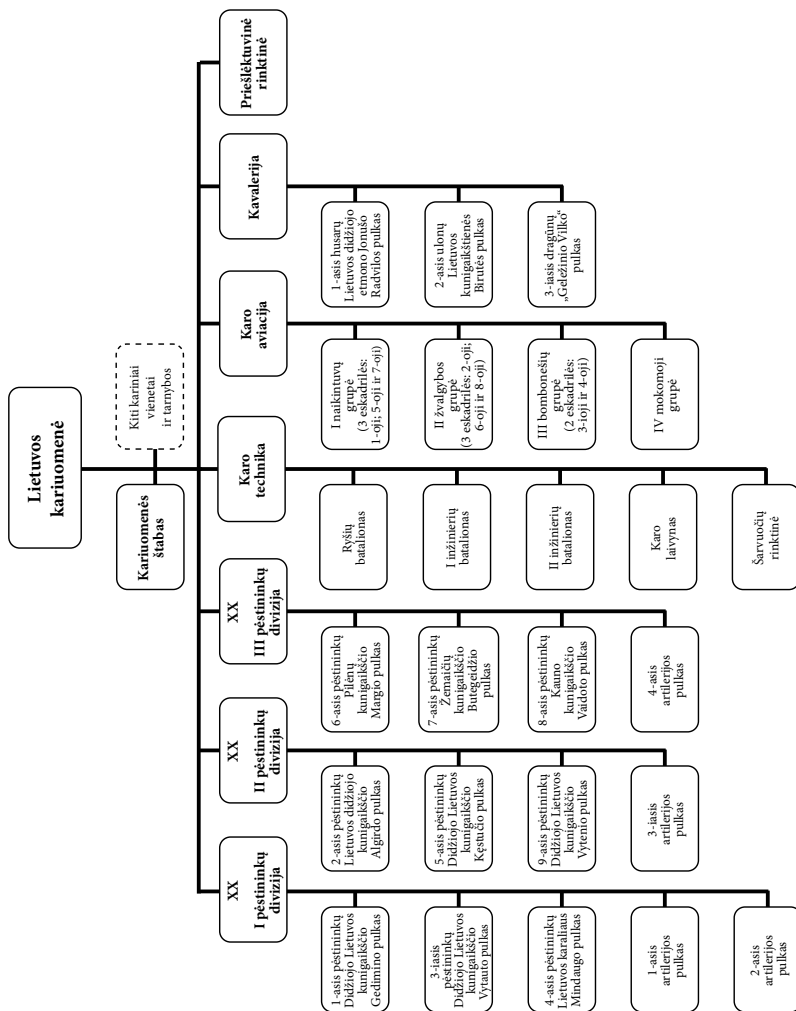 Lietuvos
kariuomenė
Kariuomenės
štabas
Kiti kariniai
vienetai
ir tarnybos
XX
I pėstininkų
divizija
1-asis pėstininkų
Didžiojo Lietuvos
kunigaikščio
Gedimino pulkas
3-iasis
pėstininkų
Didžiojo Lietuvos
kunigaikščio
Vytauto pulkas
4-asis pėstininkų
Lietuvos karaliaus
Mindaugo pulkas
1-asis
artilerijos
pulkas
2-asis
artilerijos
pulkas
XX
II pėstininkų
divizija
2-asis pėstininkų
Lietuvos didžiojo
kunigaikščio
Algirdo pulkas
5-asis pėstininkų
Didžiojo Lietuvos
kunigaikščio
Kęstučio pulkas
9-asis pėstininkų
Didžiojo Lietuvos
kunigaikščio
Vytenio pulkas
3-iasis
artilerijos
pulkas
XX
III pėstininkų
divizija
6-asis pėstininkų
Pilėnų
kunigaikščio
Margio pulkas
7-asis pėstininkų
Žemaičių
kunigaikščio
Butegeidžio
pulkas
8-asis pėstininkų
Kauno
kunigaikščio
Vaidoto pulkas
4-asis
artilerijos
pulkas
Karo
technika
Ryšių
batalionas
I inžinierių
batalionas
II inžinierių
batalionas
Karo
laivynas
Šarvuočių
rinktinė
Karo
aviacija
I naikintuvų
grupė
(3 eskadrilės:
1-oji; 5-oji ir 7-oji)
II žvalgybos
grupė
(3 eskadrilės: 2-oji;
6-oji ir 8-oji)
III bombonešių
grupė
(2 eskadrilės:
3-ioji ir 4-oji)
IV mokomoji
grupė
Kavalerija
1-asis husarų
Lietuvos didžiojo
etmono Jonušo
Radvilos pulkas
2-asis ulonų
Lietuvos
kunigaikštienės
Birutės pulkas
3-iasis dragūnų
„Geležinio Vilko“
pulkas
Priešlėktuvinė
rinktinė